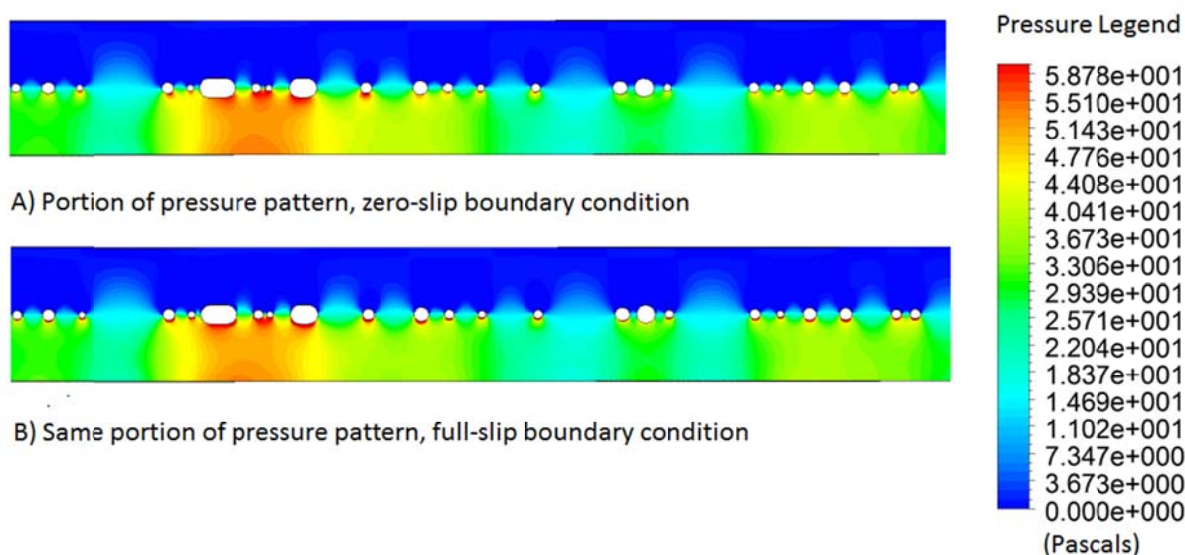 Pressure Legend
5.878e+001
5.510e+001
5.143e+001
4.776e+001
4.408e+001
4.041e+001
3.673e+001
3.306e+001
2.939e+001
2.571e+001
2.204e+001
1.837e+001
1.469e+001
1.102e+001
7.347e+000
3.673e+000
0.000e+000
(Pascals)
A) Portion of pressure pattern, zero-slip boundary condition
B) Same portion of pressure pattern, full-slip boundary condition